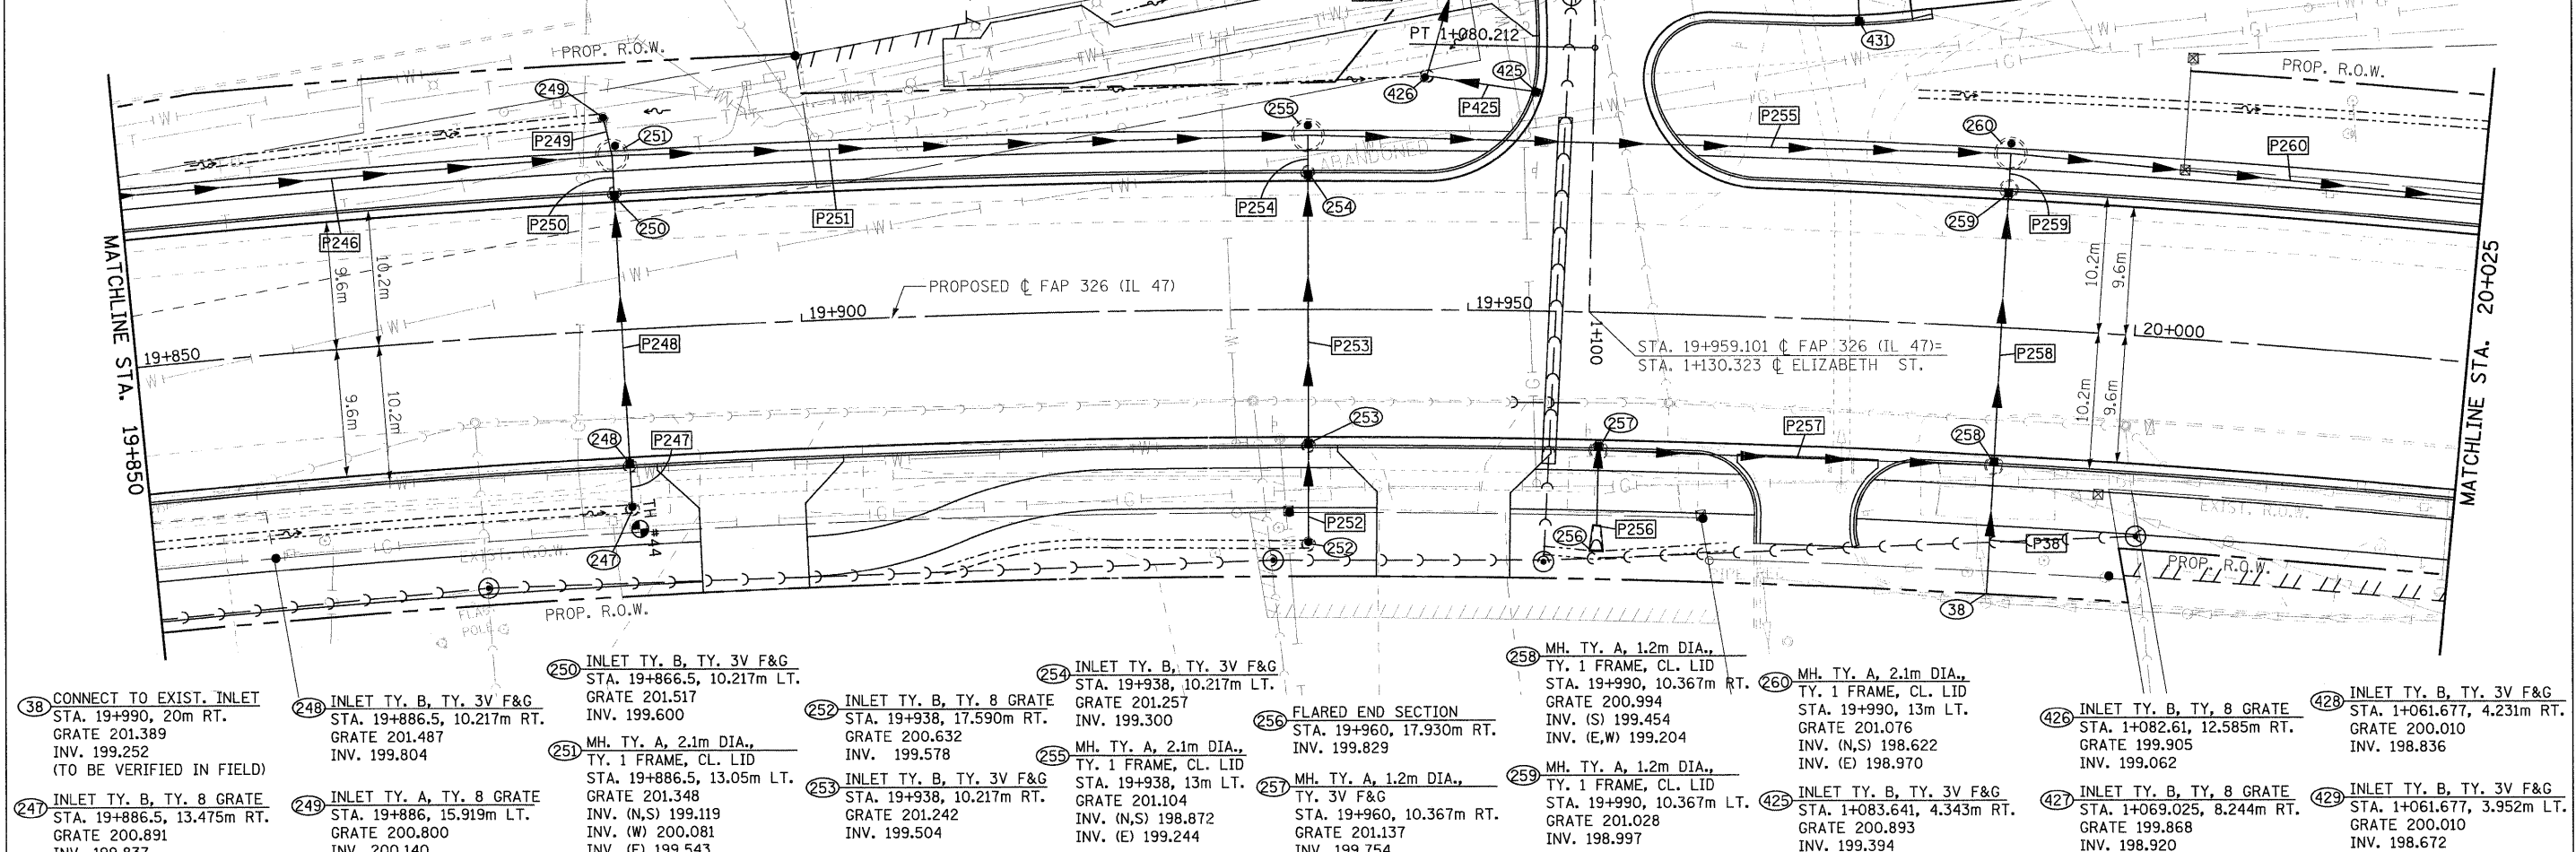 PT 1+080.212
431
PROP. R.O.W.
PROP. R.O.W.
425
426
P425
249
255
P249
251
P255
260
P260
ABANDONED
P250
250
P251
P254
254
259
P259
P246
9.6m
10.2m
10.2m
9.6m
MATCHLINE STA. 19+850
MATCHLINE STA. 20+025
PROPOSED ℄ FAP 326 (IL 47)
19+850
19+900
19+950
20+000
1+100
P248
P253
P258
STA. 19+959.101 ℄ FAP 326 (IL 47)=
STA. 1+130.323 ℄ ELIZABETH ST.
9.6m
10.2m
10.2m
9.6m
248
P247
253
257
P257
258
TH #44
247
EXIST. R.O.W.
P252
252
256
P256
P38
EXIST. R.O.W.
PROP. R.O.W.
PROP. R.O.W.
FLAG
POLE
38
38 CONNECT TO EXIST. INLET
STA. 19+990, 20m RT.
GRATE 201.389
INV. 199.252
(TO BE VERIFIED IN FIELD)
247 INLET TY. B, TY. 8 GRATE
STA. 19+886.5, 13.475m RT.
GRATE 200.891
INV. 199.837
248 INLET TY. B, TY. 3V F&G
STA. 19+886.5, 10.217m RT.
GRATE 201.487
INV. 199.804
249 INLET TY. A, TY. 8 GRATE
STA. 19+886, 15.919m LT.
GRATE 200.800
INV. 200.140
250 INLET TY. B, TY. 3V F&G
STA. 19+866.5, 10.217m LT.
GRATE 201.517
INV. 199.600
251 MH. TY. A, 2.1m DIA.,
TY. 1 FRAME, CL. LID
STA. 19+886.5, 13.05m LT.
GRATE 201.348
INV. (N,S) 199.119
INV. (W) 200.081
INV. (E) 199.543
252 INLET TY. B, TY. 8 GRATE
STA. 19+938, 17.590m RT.
GRATE 200.632
INV. 199.578
253 INLET TY. B, TY. 3V F&G
STA. 19+938, 10.217m RT.
GRATE 201.242
INV. 199.504
254 INLET TY. B, TY. 3V F&G
STA. 19+938, 10.217m LT.
GRATE 201.257
INV. 199.300
255 MH. TY. A, 2.1m DIA.,
TY. 1 FRAME, CL. LID
STA. 19+938, 13m LT.
GRATE 201.104
INV. (N,S) 198.872
INV. (E) 199.244
256 FLARED END SECTION
STA. 19+960, 17.930m RT.
INV. 199.829
257 MH. TY. A, 1.2m DIA.,
TY. 3V F&G
STA. 19+960, 10.367m RT.
GRATE 201.137
INV. 199.754
258 MH. TY. A, 1.2m DIA.,
TY. 1 FRAME, CL. LID
STA. 19+990, 10.367m RT.
GRATE 200.994
INV. (S) 199.454
INV. (E,W) 199.204
259 MH. TY. A, 1.2m DIA.,
TY. 1 FRAME, CL. LID
STA. 19+990, 10.367m LT.
GRATE 201.028
INV. 198.997
260 MH. TY. A, 2.1m DIA.,
TY. 1 FRAME, CL. LID
STA. 19+990, 13m LT.
GRATE 201.076
INV. (N,S) 198.622
INV. (E) 198.970
425 INLET TY. B, TY. 3V F&G
STA. 1+083.641, 4.343m RT.
GRATE 200.893
INV. 199.394
426 INLET TY. B, TY, 8 GRATE
STA. 1+082.61, 12.585m RT.
GRATE 199.905
INV. 199.062
427 INLET TY. B, TY. 8 GRATE
STA. 1+069.025, 8.244m RT.
GRATE 199.868
INV. 198.920
428 INLET TY. B, TY. 3V F&G
STA. 1+061.677, 4.231m RT.
GRATE 200.010
INV. 198.836
429 INLET TY. B, TY. 3V F&G
STA. 1+061.677, 3.952m LT.
GRATE 200.010
INV. 198.672